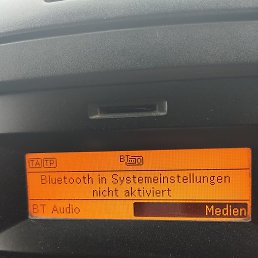 TA TP
Bluetooth in Systemeinstellungen
nicht aktiviert
BT Audio Medien